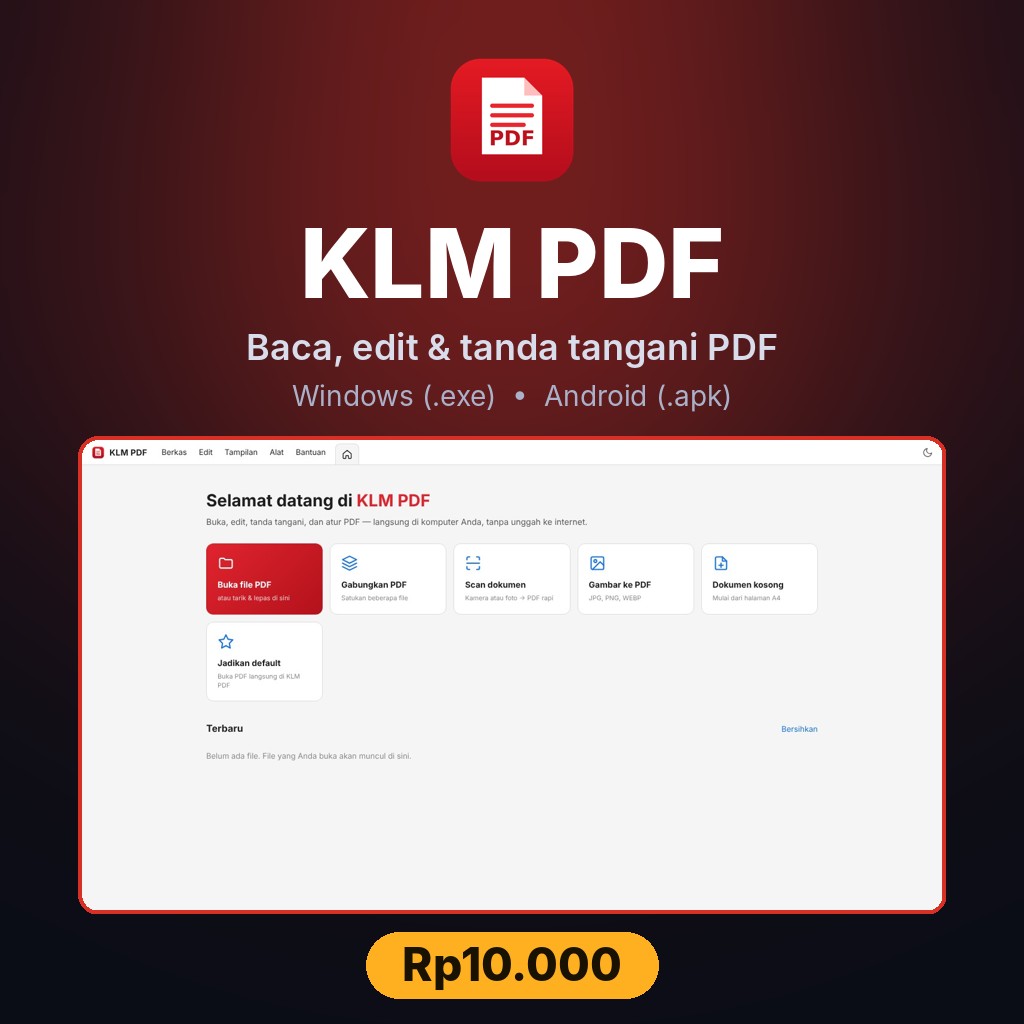 PDF
KLM PDF
Baca, edit & tanda tangani PDF
Windows (.exe) • Android (.apk)
KLM PDF Berkas Edit Tampilan Alat Bantuan
Selamat datang di KLM PDF
Buka, edit, tanda tangani, dan atur PDF — langsung di komputer Anda, tanpa unggah ke internet.
Buka file PDF
atau tarik & lepas di sini
Gabungkan PDF
Satukan beberapa file
Scan dokumen
Kamera atau foto → PDF rapi
Gambar ke PDF
JPG, PNG, WEBP
Dokumen kosong
Mulai dari halaman A4
Jadikan default
Buka PDF langsung di KLM
PDF
Terbaru
Bersihkan
Belum ada file. File yang Anda buka akan muncul di sini.
Rp10.000